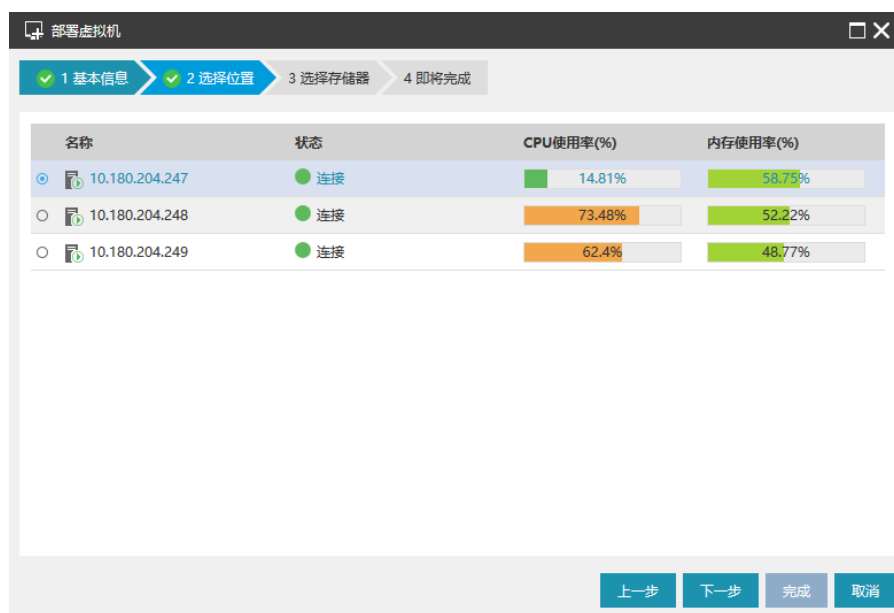 部署虚拟机
1 基本信息 2 选择位置 3 选择存储器 4 即将完成
名称 状态 CPU使用率(%) 内存使用率(%)
10.180.204.247 连接 14.81% 58.75%
10.180.204.248 连接 73.48% 52.22%
10.180.204.249 连接 62.4% 48.77%
上一步 下一步 完成 取消